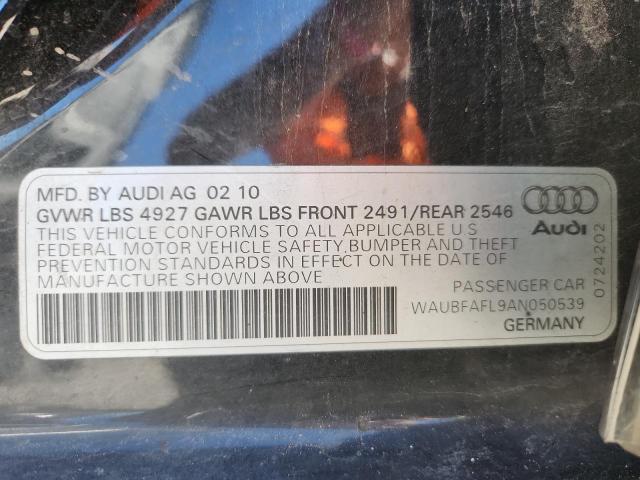 MFD. BY AUDI AG 02 10
GVWR LBS 4927 GAWR LBS FRONT 2491/REAR 2546
THIS VEHICLE CONFORMS TO ALL APPLICABLE U S
FEDERAL MOTOR VEHICLE SAFETY,BUMPER AND THEFT
PREVENTION STANDARDS IN EFFECT ON THE DATE OF
MANUFACTURE SHOWN ABOVE
Audi
0724202
PASSENGER CAR
WAUBFAFL9AN050539
GERMANY